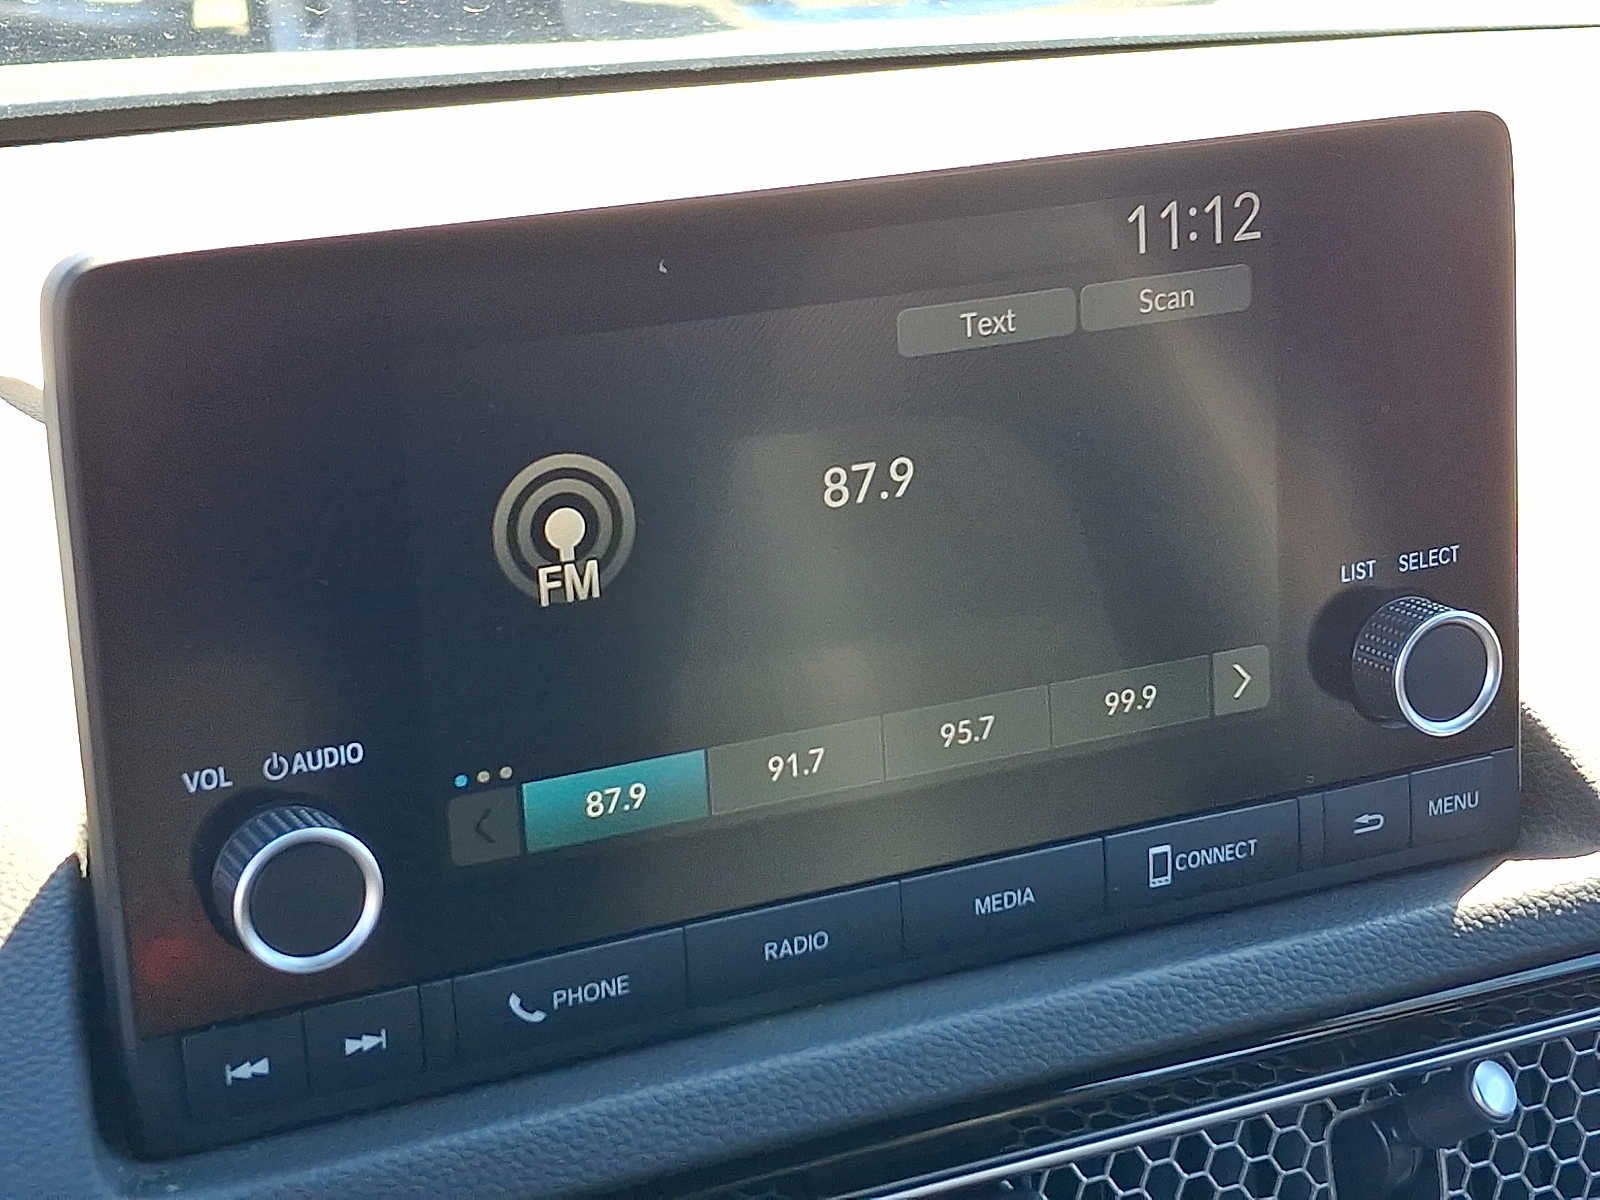 11:12
Text Scan
87.9
FM
LIST SELECT
VOL AUDIO
87.9 91.7 95.7 99.9
PHONE RADIO MEDIA CONNECT MENU